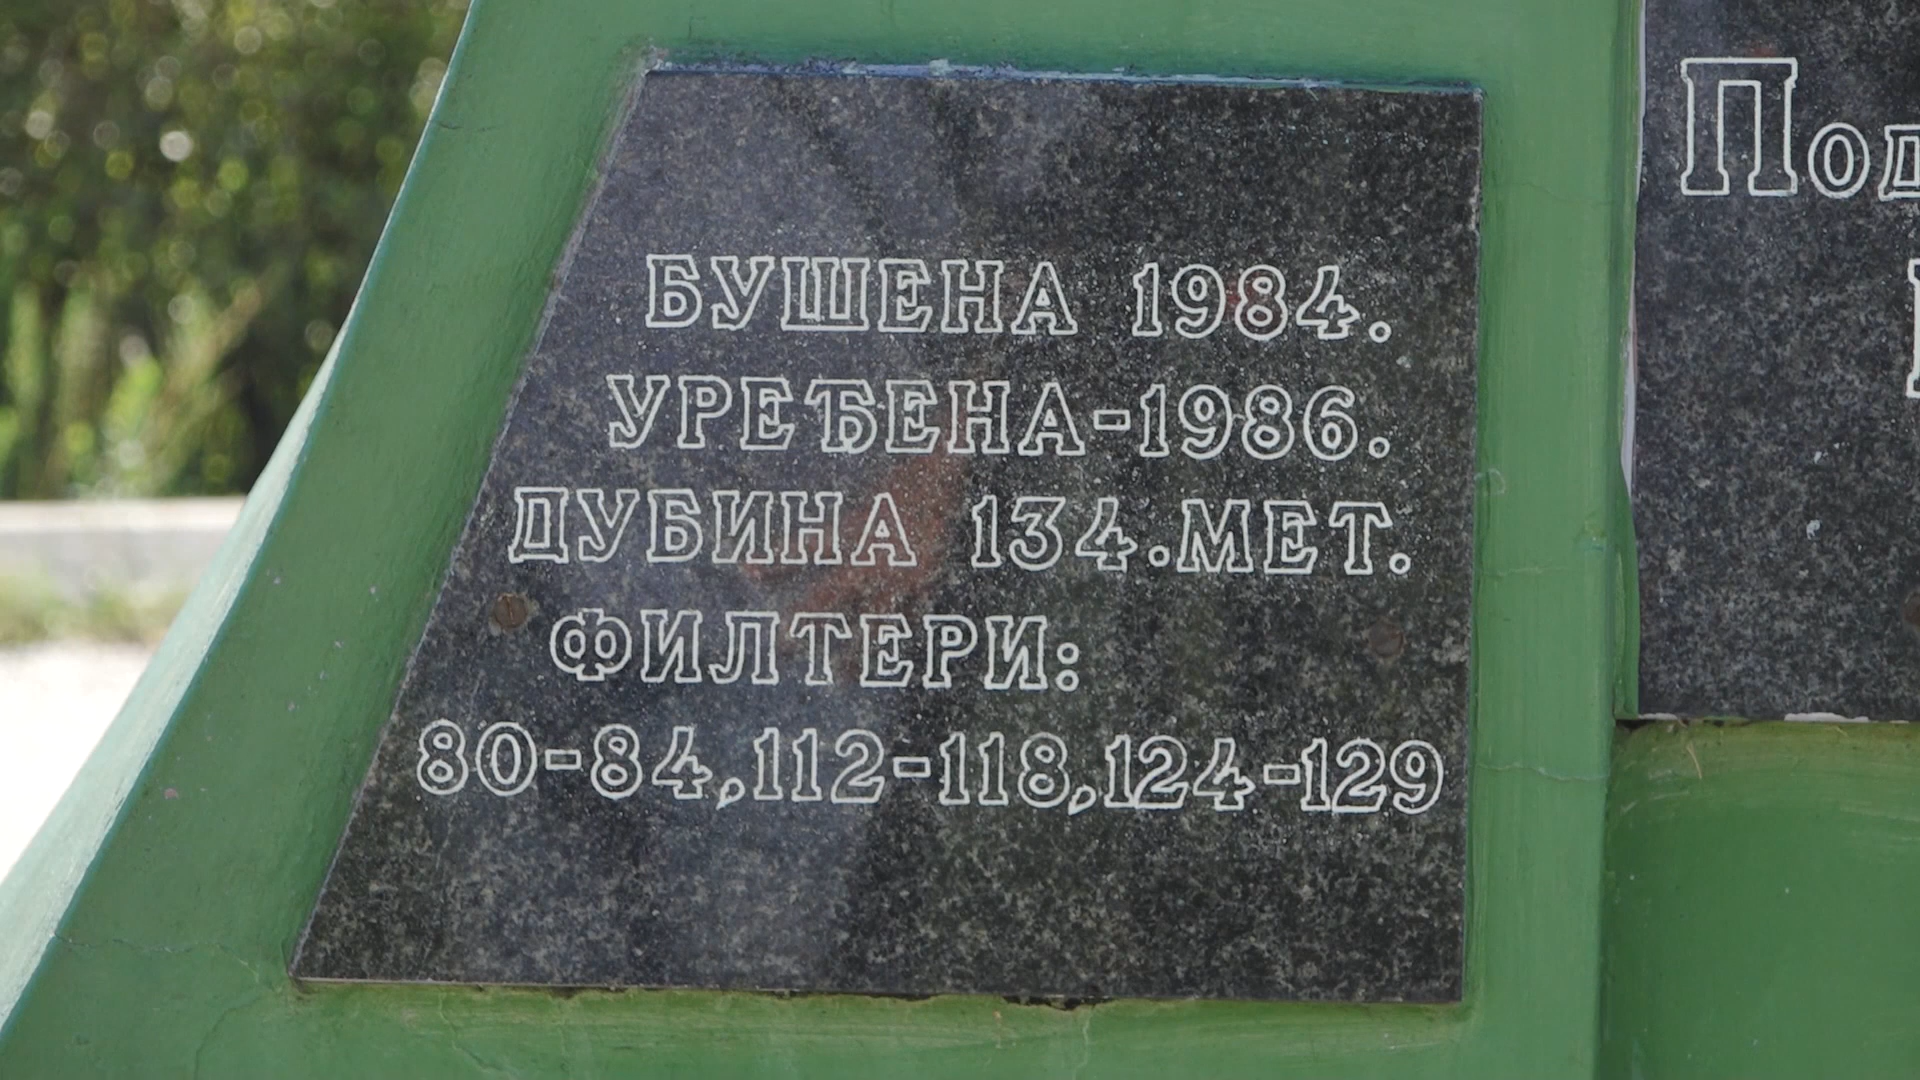 БУШЕНА 1984.
УРЕЂЕНА-1986.
ДУБИНА 134.МЕТ.
ФИЛТЕРИ:
80-84,112-118,124-129